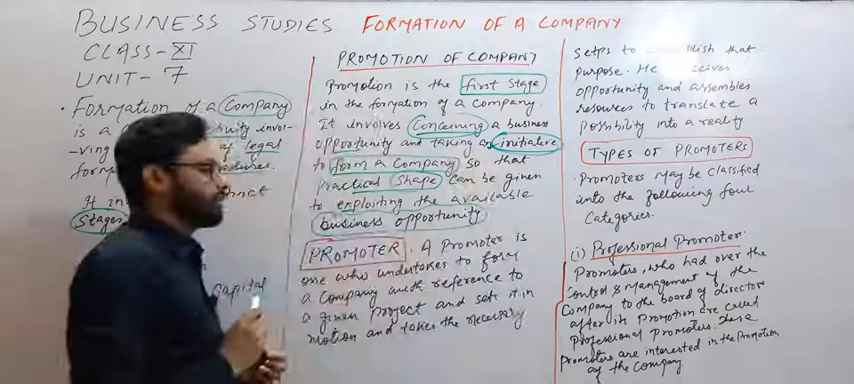 BUSINESS STUDIES FORMATION OF A COMPANY
CLASS-XI
UNIT-7
• Formation of a Company
is a
-ving of legal
It in
Stages
Capital
PROMOTION OF COMPANY
Promotion is the first Stage
in the formation of a Company.
It involves Conceiving a business
opportunity and taking an initiative
to form a Company so that
practical Shape can be given
to exploiting the available
business opportunity
PROMOTER. A Promoter is
one who undertakes to form
a Company with reference to
a given Project and sets it in
motion and takes the necessary
setps to that
purpose. He
opportunity and assembles
resources to translate a
possibility into a reality
TYPES OF PROMOTERS
Promoters may be classified
into the following four
Categories.
(i) Professional Promoter.
Promoters, who had over the
Control & Management of the
Company to the board of director
after its Promotion are called
Professional Promoters. These
Promoters are interested in the Promotion
of the Company